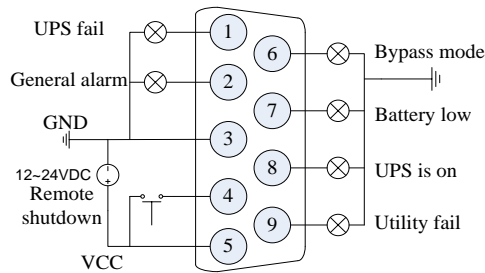 UPS fail
1
6
Bypass mode
General alarm
2
7
Battery low
GND
3
12~24VDC
8
UPS is on
Remote
shutdown
4
9
Utility fail
5
VCC